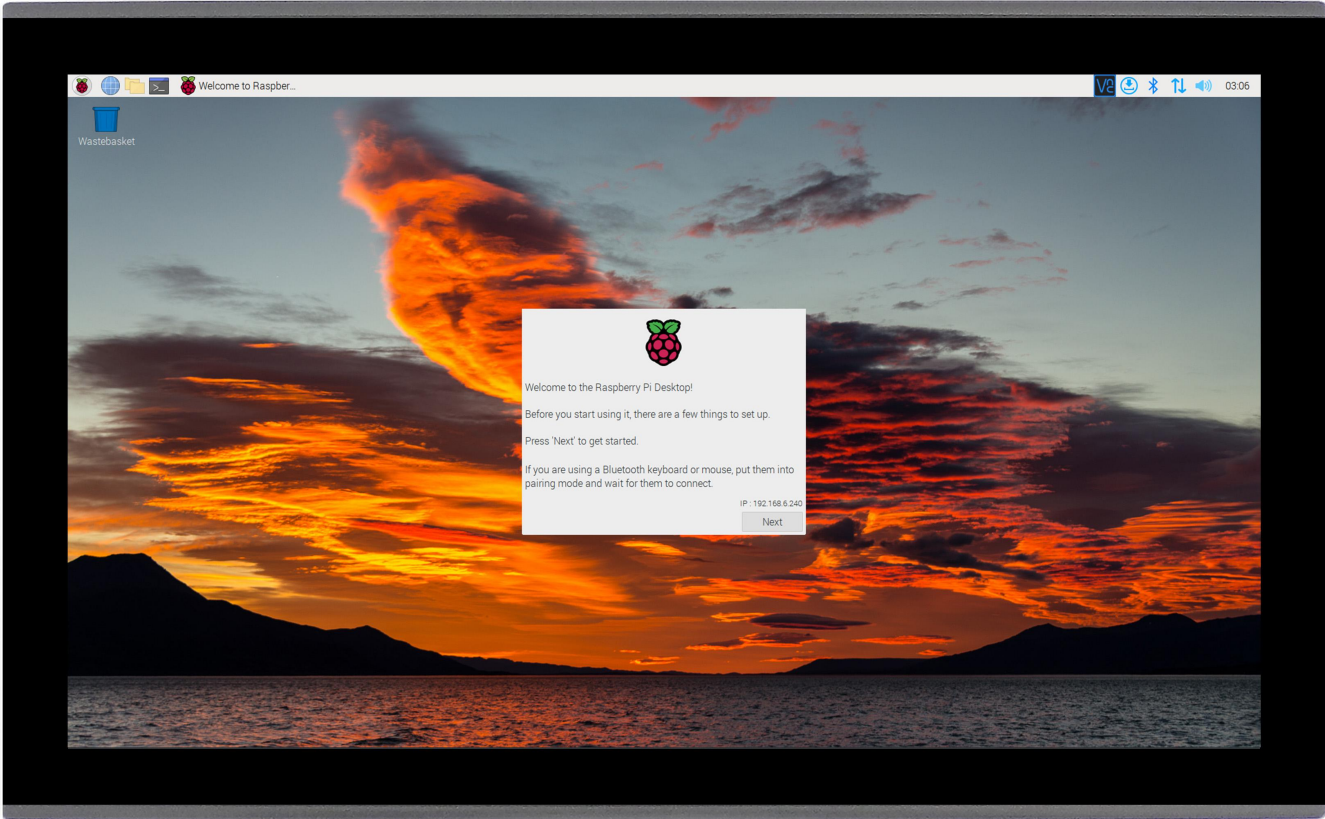 Welcome to Raspber...
V2
03:06
Wastebasket
Welcome to the Raspberry Pi Desktop!
Before you start using it, there are a few things to set up.
Press 'Next' to get started.
If you are using a Bluetooth keyboard or mouse, put them into
pairing mode and wait for them to connect.
IP : 192.168.6.240
Next